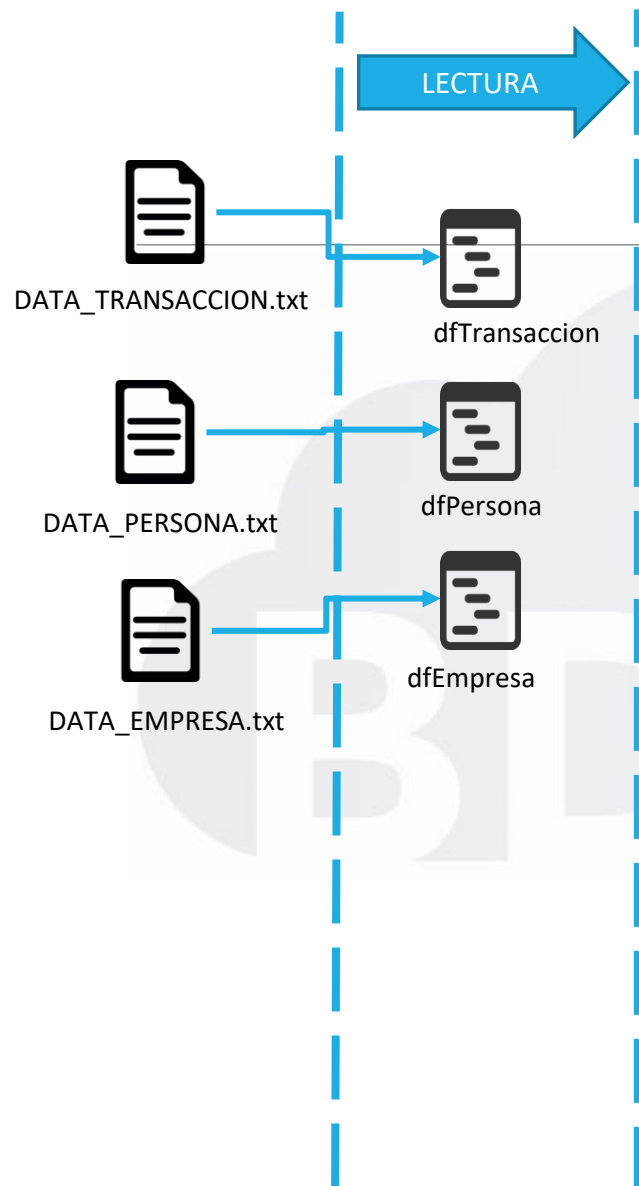 LECTURA
DATA_TRANSACCION.txt
dfTransaccion
DATA_PERSONA.txt
dfPersona
DATA_EMPRESA.txt
dfEmpresa